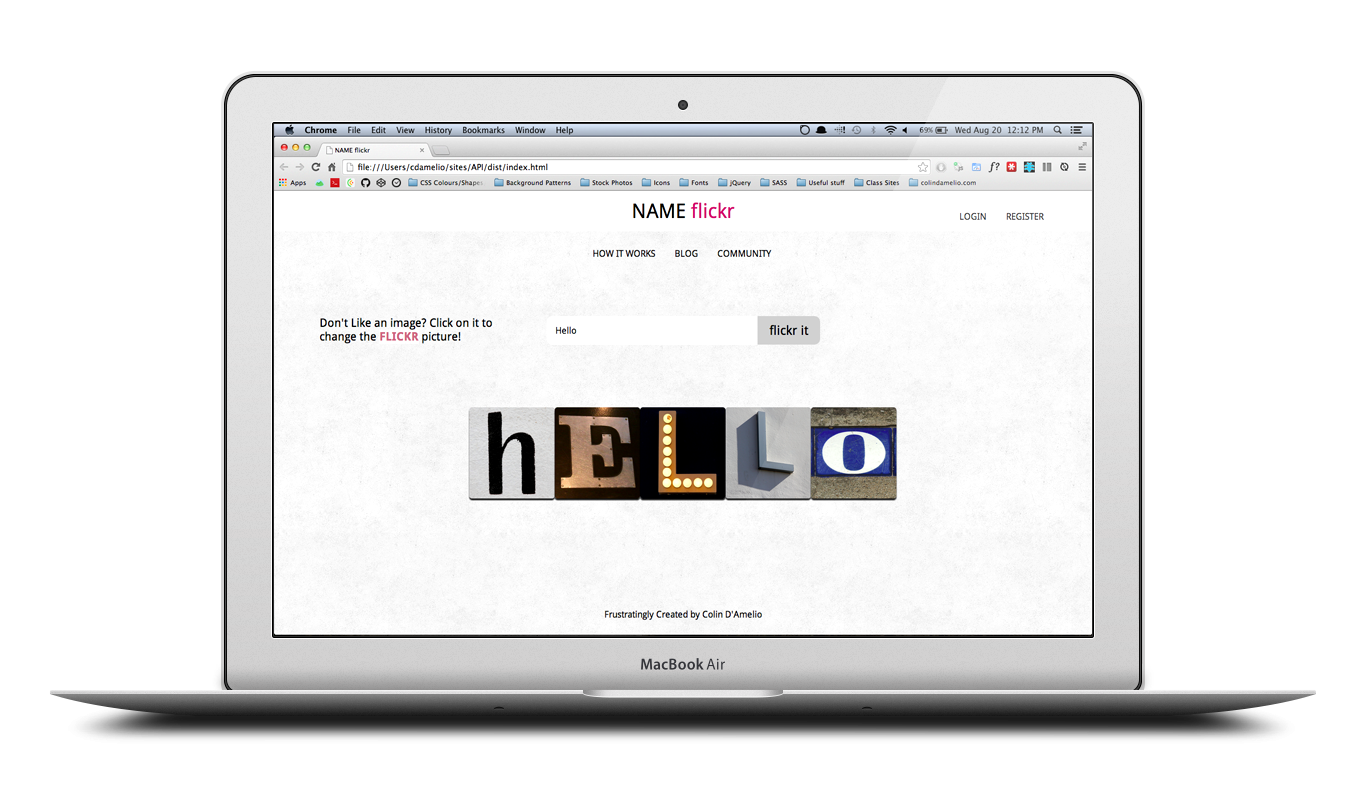 Chrome File Edit View History Bookmarks Window Help 69% Wed Aug 20 12:12 PM
NAME flickr
file:///Users/cdamelio/sites/API/dist/index.html
Apps CSS Colours/Shapes Background Patterns Stock Photos Icons Fonts jQuery SASS Useful stuff Class Sites colindamelio.com
NAME flickr
LOGIN REGISTER
HOW IT WORKS BLOG COMMUNITY
Don't Like an image? Click on it to
change the FLICKR picture!
Hello flickr it
hELLO
Frustratingly Created by Colin D'Amelio
MacBook Air